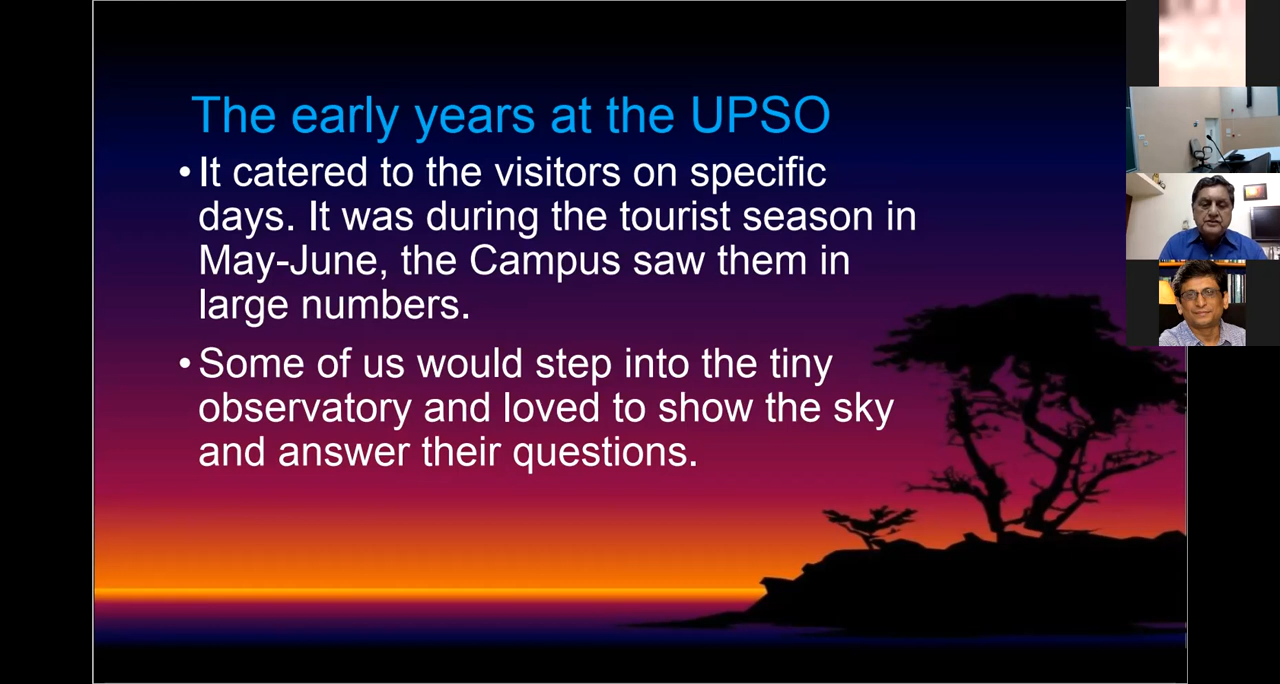 The early years at the UPSO
• It catered to the visitors on specific
days. It was during the tourist season in
May-June, the Campus saw them in
large numbers.
• Some of us would step into the tiny
observatory and loved to show the sky
and answer their questions.